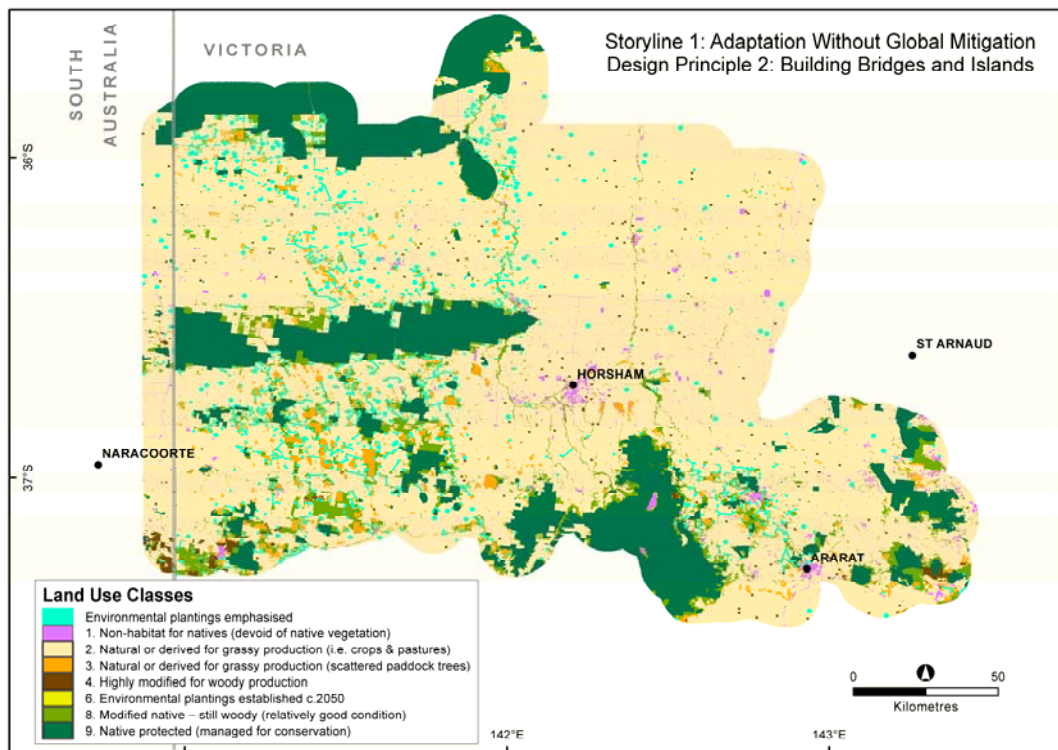 Storyline 1: Adaptation Without Global Mitigation
Design Principle 2: Building Bridges and Islands
SOUTH
AUSTRALIA
VICTORIA
36°S
37°S
ST ARNAUD
HORSHAM
NARACOORTE
ARARAT
Land Use Classes
Environmental plantings emphasised
1. Non-habitat for natives (devoid of native vegetation)
2. Natural or derived for grassy production (i.e. crops & pastures)
3. Natural or derived for grassy production (scattered paddock trees)
4. Highly modified for woody production
6. Environmental plantings established c.2050
8. Modified native – still woody (relatively good condition)
9. Native protected (managed for conservation)
0 50
Kilometres
142°E
143°E